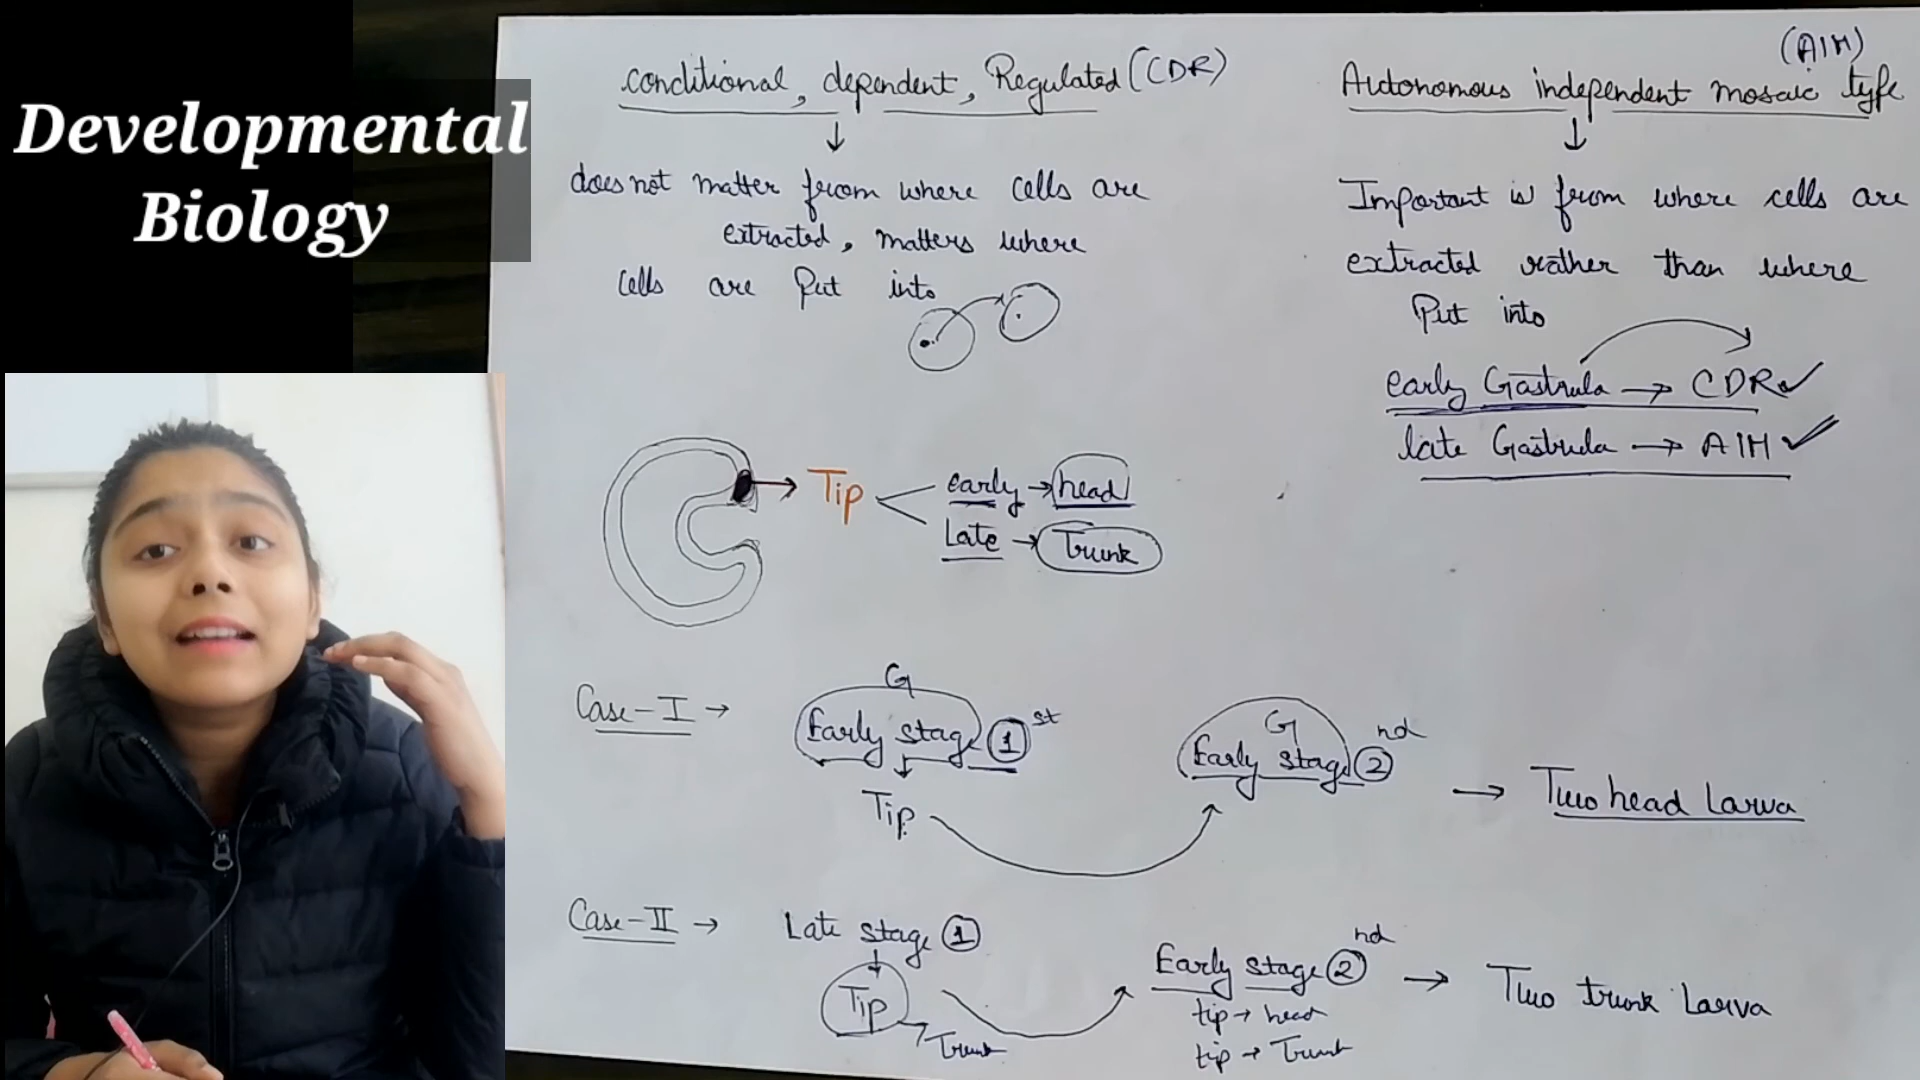 Developmental
Biology
conditional, dependent, Regulated (CDR)
does not matter from where cells are
extracted, matters where
cells are Put into
Tip
early → head
Late → Trunk
(AIM)
Autonomous independent mosaic type
Important is from where cells are
extracted rather than where
Put into
early Gastrula → CDR ✓
late Gastrula → AIM ✓
Case-I →
G
Early stage 1st
Tip
G
Early stage 2nd
→ Two head Larva
Case-II →
Late stage 1
Tip
Trunk
Early stage 2nd
tip → head
tip → Trunk
→ Two trunk Larva